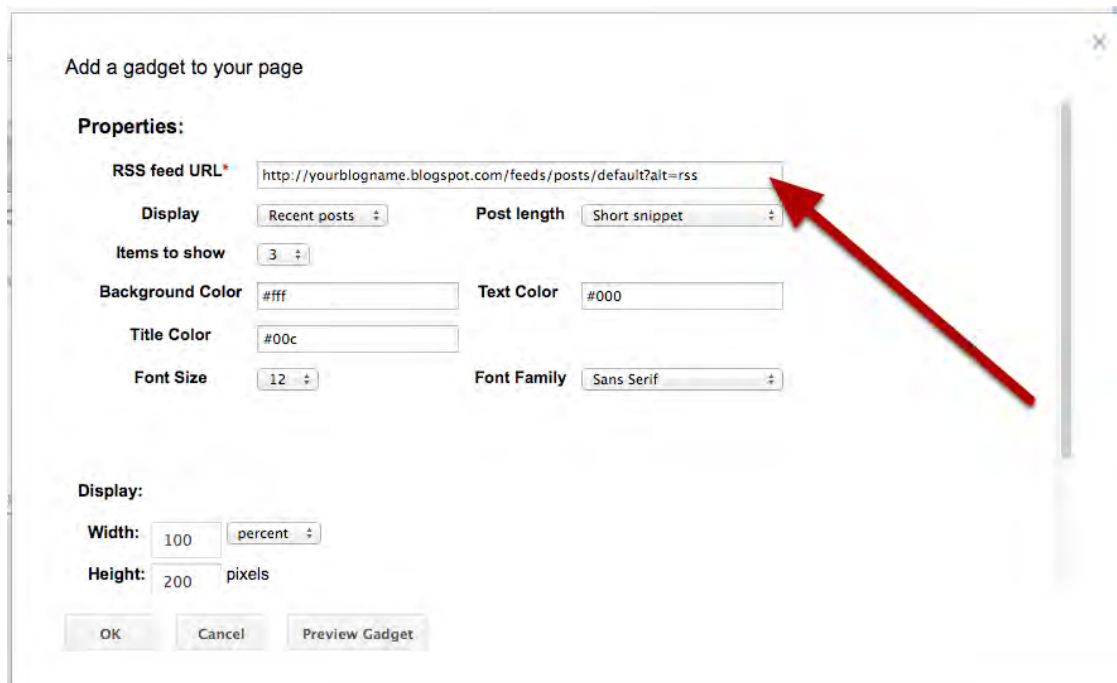 Add a gadget to your page
Properties:
RSS feed URL*
http://yourblogname.blogspot.com/feeds/posts/default?alt=rss
Display Recent posts Post length Short snippet
Items to show 3
Background Color #fff Text Color #000
Title Color #00c
Font Size 12 Font Family Sans Serif
Display:
Width: 100 percent
Height: 200 pixels
OK Cancel Preview Gadget